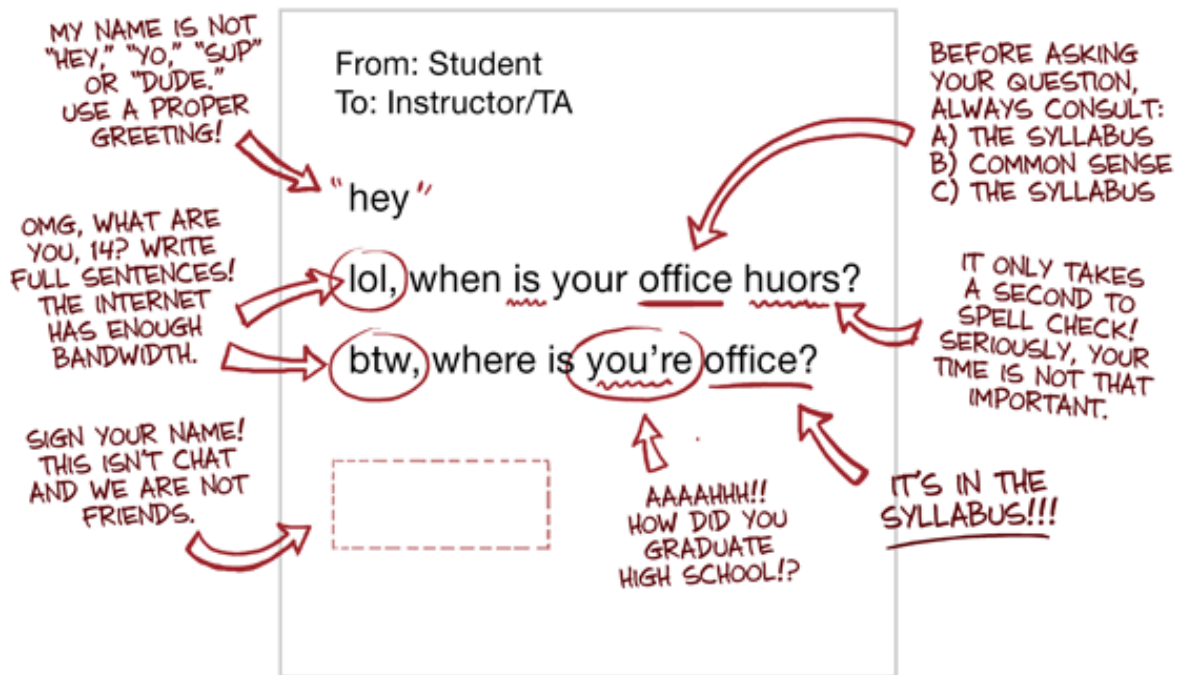 MY NAME IS NOT
"HEY," "YO," "SUP"
OR "DUDE."
USE A PROPER
GREETING!
From: Student
To: Instructor/TA
BEFORE ASKING
YOUR QUESTION,
ALWAYS CONSULT:
A) THE SYLLABUS
B) COMMON SENSE
C) THE SYLLABUS
"hey"
OMG, WHAT ARE
YOU, 14? WRITE
FULL SENTENCES!
THE INTERNET
HAS ENOUGH
BANDWIDTH.
lol, when is your office huors?
btw, where is you're office?
IT ONLY TAKES
A SECOND TO
SPELL CHECK!
SERIOUSLY, YOUR
TIME IS NOT THAT
IMPORTANT.
SIGN YOUR NAME!
THIS ISN'T CHAT
AND WE ARE NOT
FRIENDS.
AAAAHHH!!
HOW DID YOU
GRADUATE
HIGH SCHOOL!?
IT'S IN THE
SYLLABUS!!!